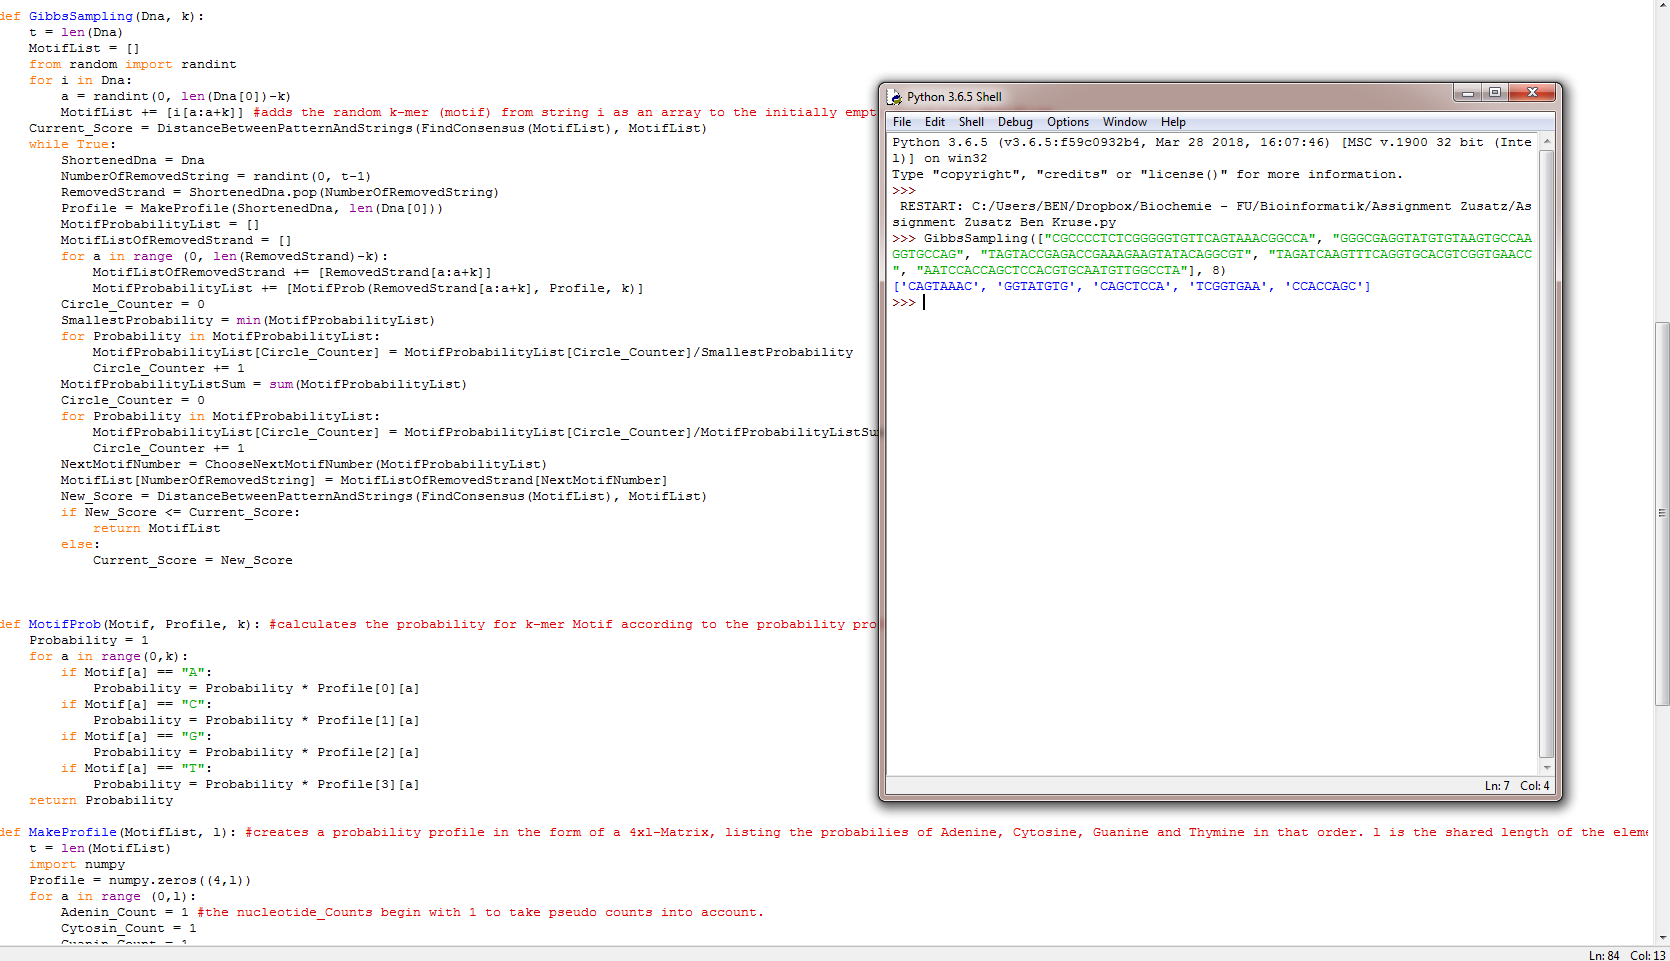 def GibbsSampling(Dna, k):
t = len(Dna)
MotifList = []
from random import randint
for i in Dna:
a = randint(0, len(Dna[0])-k)
MotifList += [i[a:a+k]] #adds the random k-mer (motif) from string i as an array to the initially empt
Current_Score = DistanceBetweenPatternAndStrings(FindConsensus(MotifList), MotifList)
while True:
ShortenedDna = Dna
NumberOfRemovedString = randint(0, t-1)
RemovedStrand = ShortenedDna.pop(NumberOfRemovedString)
Profile = MakeProfile(ShortenedDna, len(Dna[0]))
MotifProbabilityList = []
MotifListOfRemovedStrand = []
for a in range (0, len(RemovedStrand)-k):
MotifListOfRemovedStrand += [RemovedStrand[a:a+k]]
MotifProbabilityList += [MotifProb(RemovedStrand[a:a+k], Profile, k)]
Circle_Counter = 0
SmallestProbability = min(MotifProbabilityList)
for Probability in MotifProbabilityList:
MotifProbabilityList[Circle_Counter] = MotifProbabilityList[Circle_Counter]/SmallestProbability
Circle_Counter += 1
MotifProbabilityListSum = sum(MotifProbabilityList)
Circle_Counter = 0
for Probability in MotifProbabilityList:
MotifProbabilityList[Circle_Counter] = MotifProbabilityList[Circle_Counter]/MotifProbabilityListSu
Circle_Counter += 1
NextMotifNumber = ChooseNextMotifNumber(MotifProbabilityList)
MotifList[NumberOfRemovedString] = MotifListOfRemovedStrand[NextMotifNumber]
New_Score = DistanceBetweenPatternAndStrings(FindConsensus(MotifList), MotifList)
if New_Score <= Current_Score:
return MotifList
else:
Current_Score = New_Score
def MotifProb(Motif, Profile, k): #calculates the probability for k-mer Motif according to the probability pro
Probability = 1
for a in range(0,k):
if Motif[a] == "A":
Probability = Probability * Profile[0][a]
if Motif[a] == "C":
Probability = Probability * Profile[1][a]
if Motif[a] == "G":
Probability = Probability * Profile[2][a]
if Motif[a] == "T":
Probability = Probability * Profile[3][a]
return Probability
def MakeProfile(MotifList, l): #creates a probability profile in the form of a 4xl-Matrix, listing the probabilies of Adenine, Cytosine, Guanine and Thymine in that order. l is the shared length of the eleme
t = len(MotifList)
import numpy
Profile = numpy.zeros((4,l))
for a in range (0,l):
Adenin_Count = 1 #the nucleotide_Counts begin with 1 to take pseudo counts into account.
Cytosin_Count = 1
Guanin_Count = 1
Python 3.6.5 Shell
File Edit Shell Debug Options Window Help
Python 3.6.5 (v3.6.5:f59c0932b4, Mar 28 2018, 16:07:46) [MSC v.1900 32 bit (Inte
l)] on win32
Type "copyright", "credits" or "license()" for more information.
>>>
RESTART: C:/Users/BEN/Dropbox/Biochemie - FU/Bioinformatik/Assignment Zusatz/As
signment Zusatz Ben Kruse.py
>>> GibbsSampling(["CGCCCCTCTCGGGGGTGTTCAGTAAACGGCCA", "GGGCGAGGTATGTGTAAGTGCCAA
GGTGCCAG", "TAGTACCGAGACCGAAAGAAGTATACAGGCGT", "TAGATCAAGTTTCAGGTGCACGTCGGTGAACC
", "AATCCACCAGCTCCACGTGCAATGTTGGCCTA"], 8)
['CAGTAAAC', 'GGTATGTG', 'CAGCTCCA', 'TCGGTGAA', 'CCACCAGC']
>>>
Ln: 7 Col: 4
Ln: 84 Col: 13